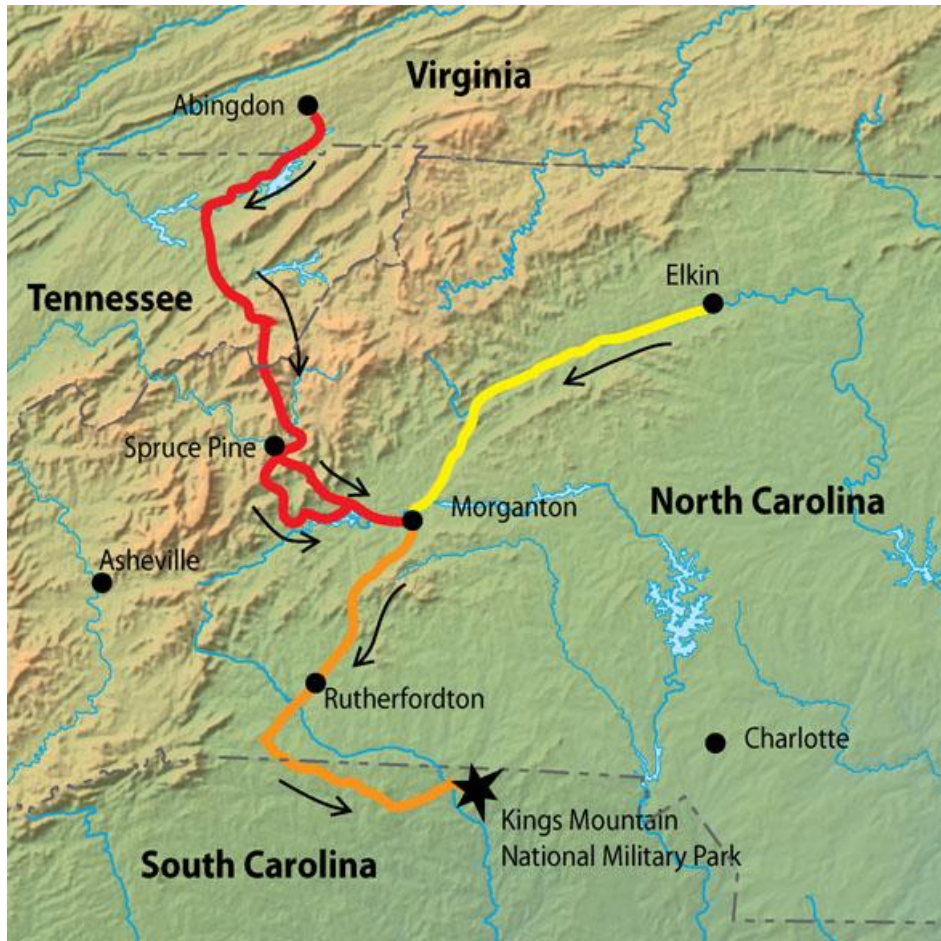 Virginia
Abingdon
Elkin
Tennessee
Spruce Pine
North Carolina
Morganton
Asheville
Rutherfordton
Charlotte
Kings Mountain
National Military Park
South Carolina